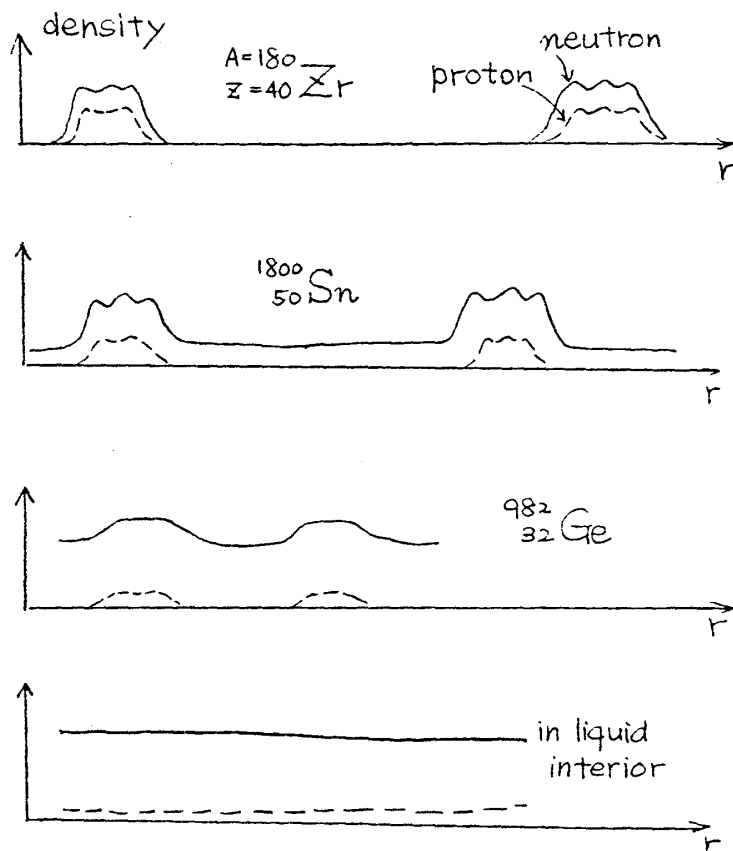 density
A=180
Z=40 Zr
neutron
proton
r
1800
50 Sn
r
982
32 Ge
r
in liquid
interior
r